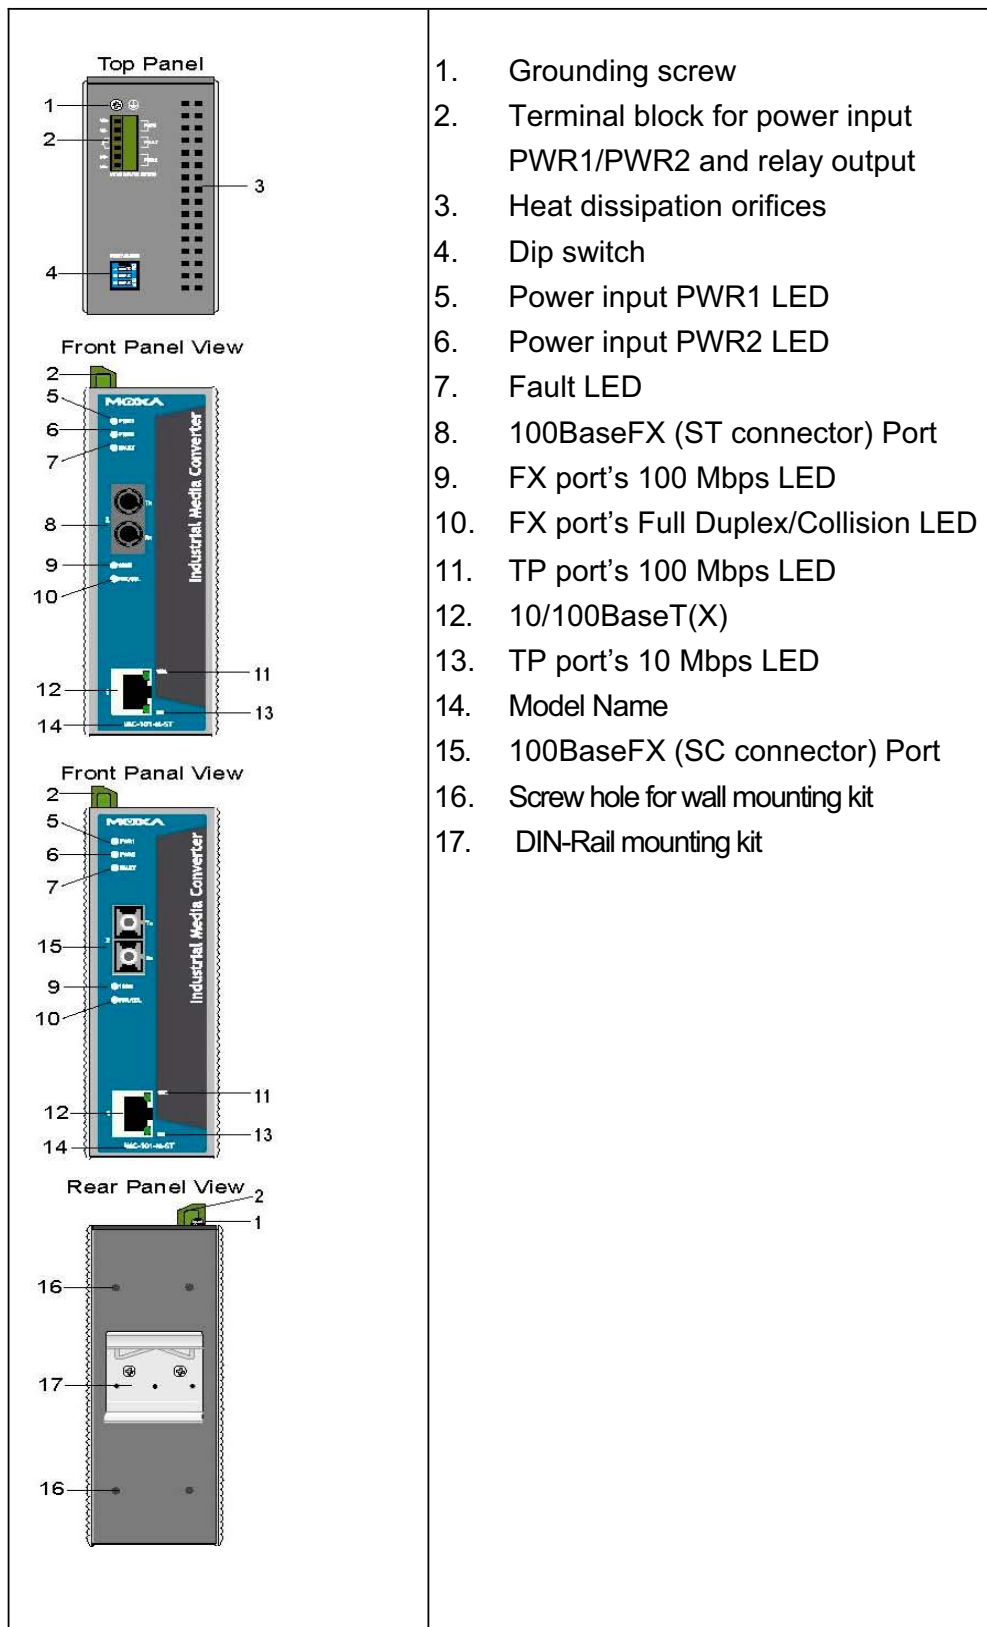 Top Panel
1
2
3
4
Front Panel View
2
MOXA
5
6
7
8
9
10
Industrial Media Converter
11
12
13
14
Front Panal View
2
MOXA
5
PWR1
6
7
15
9
10
Industrial Media Converter
11
12
13
14
Rear Panel View
2
1
16
17
16
1. Grounding screw
2. Terminal block for power input
PWR1/PWR2 and relay output
3. Heat dissipation orifices
4. Dip switch
5. Power input PWR1 LED
6. Power input PWR2 LED
7. Fault LED
8. 100BaseFX (ST connector) Port
9. FX port’s 100 Mbps LED
10. FX port’s Full Duplex/Collision LED
11. TP port’s 100 Mbps LED
12. 10/100BaseT(X)
13. TP port’s 10 Mbps LED
14. Model Name
15. 100BaseFX (SC connector) Port
16. Screw hole for wall mounting kit
17. DIN-Rail mounting kit